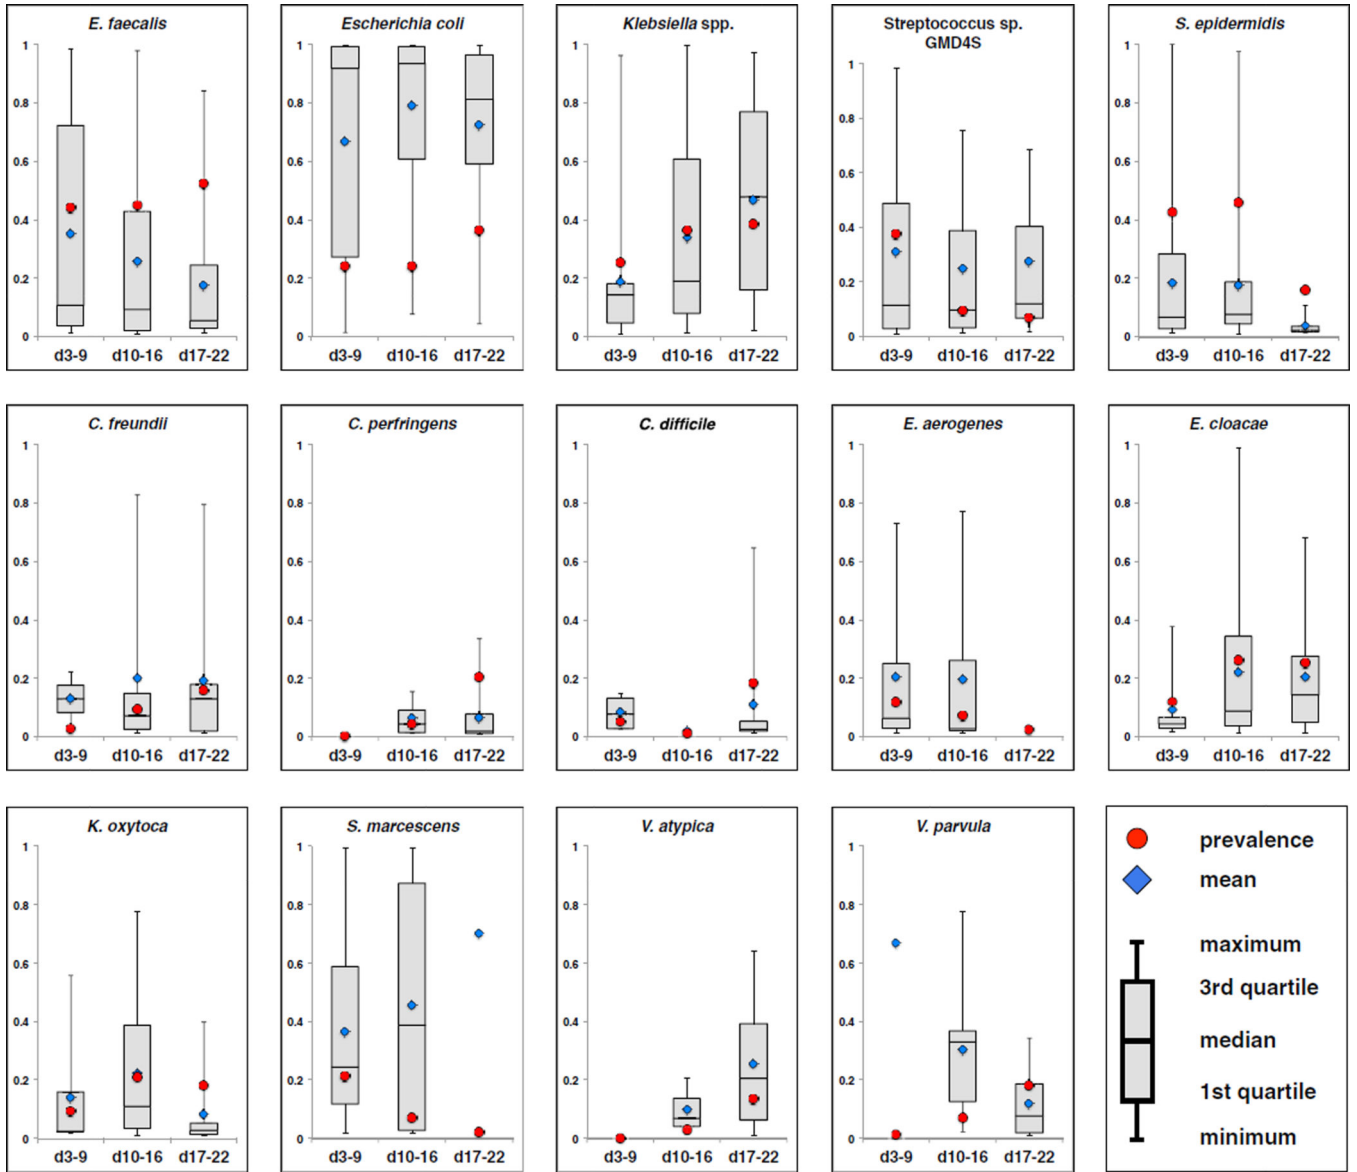 E. faecalis
1
0.8
0.6
0.4
0.2
0
d3-9 d10-16 d17-22
Escherichia coli
1
0.8
0.6
0.4
0.2
0
d3-9 d10-16 d17-22
Klebsiella spp.
1
0.8
0.6
0.4
0.2
0
d3-9 d10-16 d17-22
Streptococcus sp.
GMD4S
1
0.8
0.6
0.4
0.2
0
d3-9 d10-16 d17-22
S. epidermidis
1
0.8
0.6
0.4
0.2
0
d3-9 d10-16 d17-22
C. freundii
1
0.8
0.6
0.4
0.2
0
d3-9 d10-16 d17-22
C. perfringens
1
0.8
0.6
0.4
0.2
0
d3-9 d10-16 d17-22
C. difficile
1
0.8
0.6
0.4
0.2
0
d3-9 d10-16 d17-22
E. aerogenes
1
0.8
0.6
0.4
0.2
0
d3-9 d10-16 d17-22
E. cloacae
1
0.8
0.6
0.4
0.2
0
d3-9 d10-16 d17-22
K. oxytoca
1
0.8
0.6
0.4
0.2
0
d3-9 d10-16 d17-22
S. marcescens
1
0.8
0.6
0.4
0.2
0
d3-9 d10-16 d17-22
V. atypica
1
0.8
0.6
0.4
0.2
0
d3-9 d10-16 d17-22
V. parvula
1
0.8
0.6
0.4
0.2
0
d3-9 d10-16 d17-22
prevalence
mean
maximum
3rd quartile
median
1st quartile
minimum